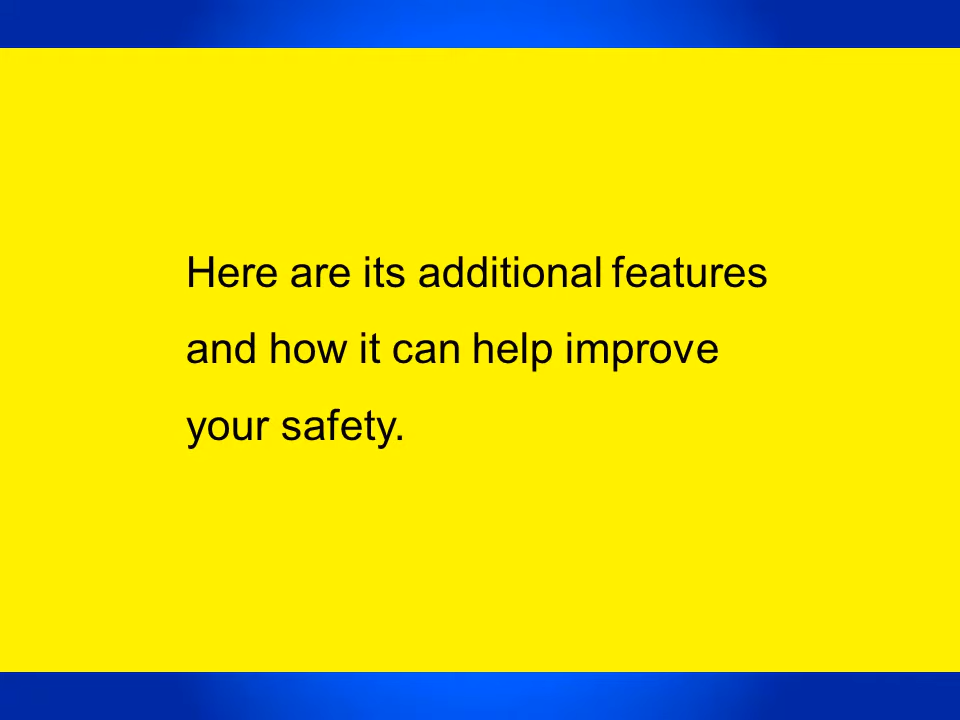 Here are its additional features
and how it can help improve
your safety.